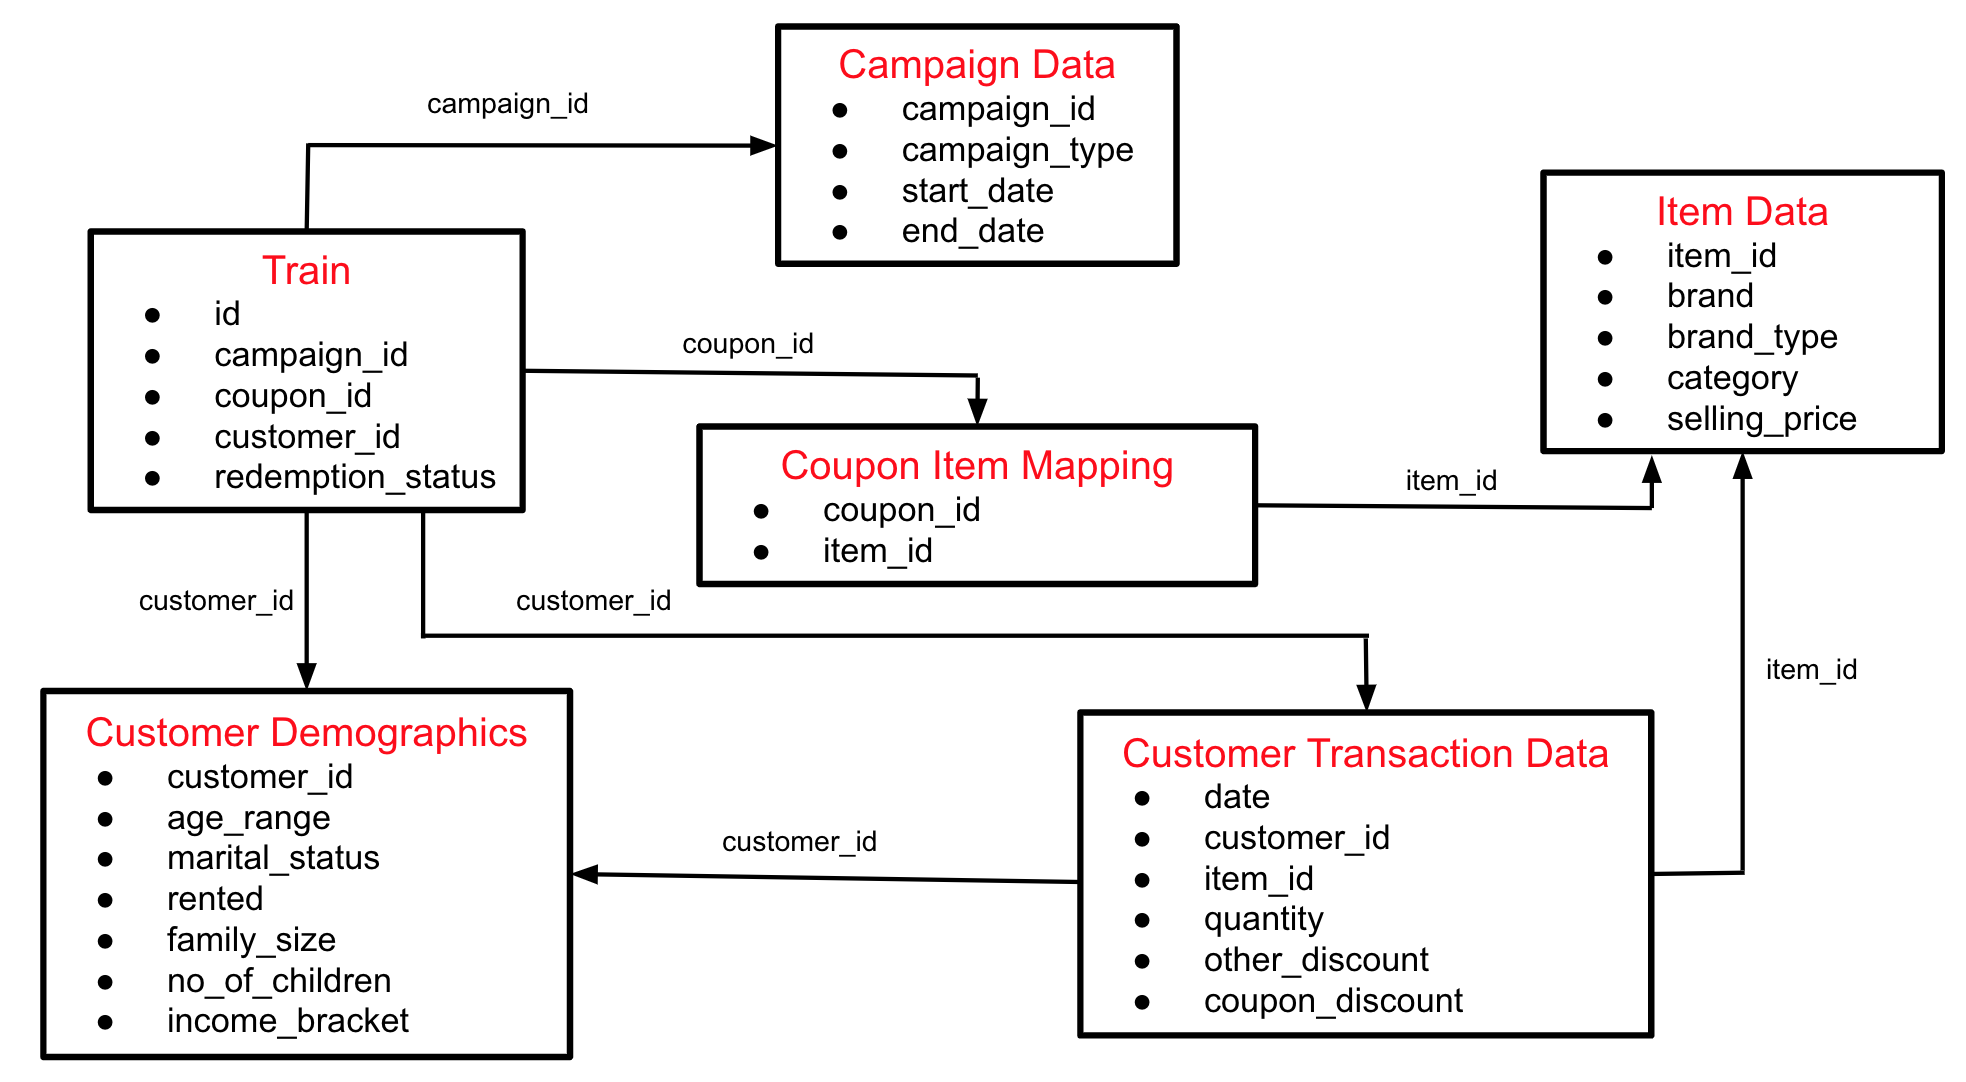 Campaign Data
● campaign_id
● campaign_type
● start_date
● end_date
campaign_id
Item Data
● item_id
● brand
● brand_type
● category
● selling_price
Train
● id
● campaign_id
● coupon_id
● customer_id
● redemption_status
coupon_id
Coupon Item Mapping
● coupon_id
● item_id
item_id
customer_id
customer_id
item_id
Customer Demographics
● customer_id
● age_range
● marital_status
● rented
● family_size
● no_of_children
● income_bracket
customer_id
Customer Transaction Data
● date
● customer_id
● item_id
● quantity
● other_discount
● coupon_discount